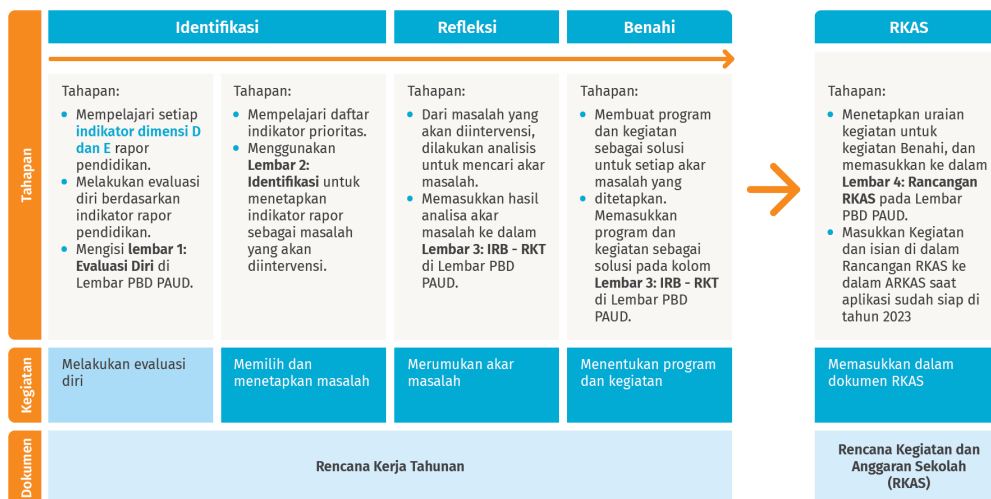 Identifikasi
Refleksi
Benahi
RKAS
Tahapan
Tahapan:
Mempelajari setiap
indikator dimensi D
dan E rapor
pendidikan.
Melakukan evaluasi
diri berdasarkan
indikator rapor
pendidikan.
Mengisi lembar 1:
Evaluasi Diri di
Lembar PBD PAUD.
Tahapan:
Mempelajari daftar
indikator prioritas.
Menggunakan
Lembar 2:
Identifikasi untuk
menetapkan
indikator rapor
sebagai masalah
yang akan
diintervensi.
Tahapan:
Dari masalah yang
akan diintervensi,
dilakukan analisis
untuk mencari akar
masalah.
Memasukkan hasil
analisa akar
masalah ke dalam
Lembar 3: IRB - RKT
di Lembar PBD
PAUD.
Tahapan:
Membuat program
dan kegiatan
sebagai solusi
untuk setiap akar
masalah yang
ditetapkan.
Memasukkan
program dan
kegiatan sebagai
solusi pada kolom
Lembar 3: IRB - RKT
di Lembar PBD
PAUD.
Tahapan:
Menetapkan uraian
kegiatan untuk
kegiatan Benahi, dan
memasukkan ke dalam
Lembar 4: Rancangan
RKAS pada Lembar
PBD PAUD.
Masukkan Kegiatan
dan isian di dalam
Rancangan RKAS ke
dalam ARKAS saat
aplikasi sudah siap di
tahun 2023
Kegiatan
Melakukan evaluasi
diri
Memilih dan
menetapkan masalah
Merumukan akar
masalah
Menentukan program
dan kegiatan
Memasukkan dalam
dokumen RKAS
Dokumen
Rencana Kerja Tahunan
Rencana Kegiatan dan
Anggaran Sekolah
(RKAS)